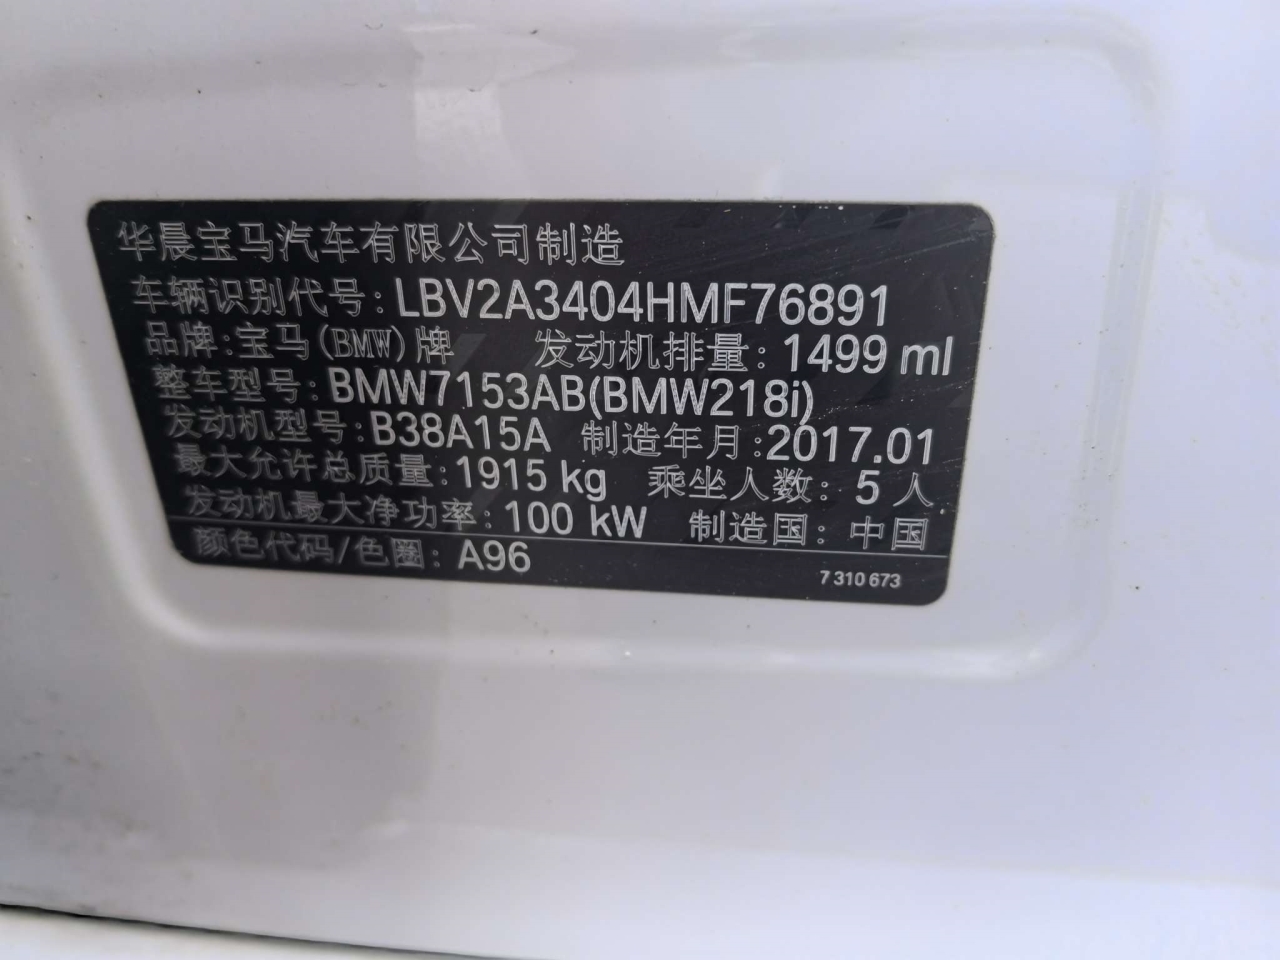 华晨宝马汽车有限公司制造
车辆识别代号: LBV2A3404HMF76891
品牌: 宝马(BMW)牌 发动机排量: 1499 ml
整车型号: BMW7153AB(BMW218i)
发动机型号: B38A15A 制造年月: 2017.01
最大允许总质量: 1915 kg 乘坐人数: 5 人
发动机最大净功率: 100 kW 制造国: 中国
颜色代码/色圈: A96
7 310 673